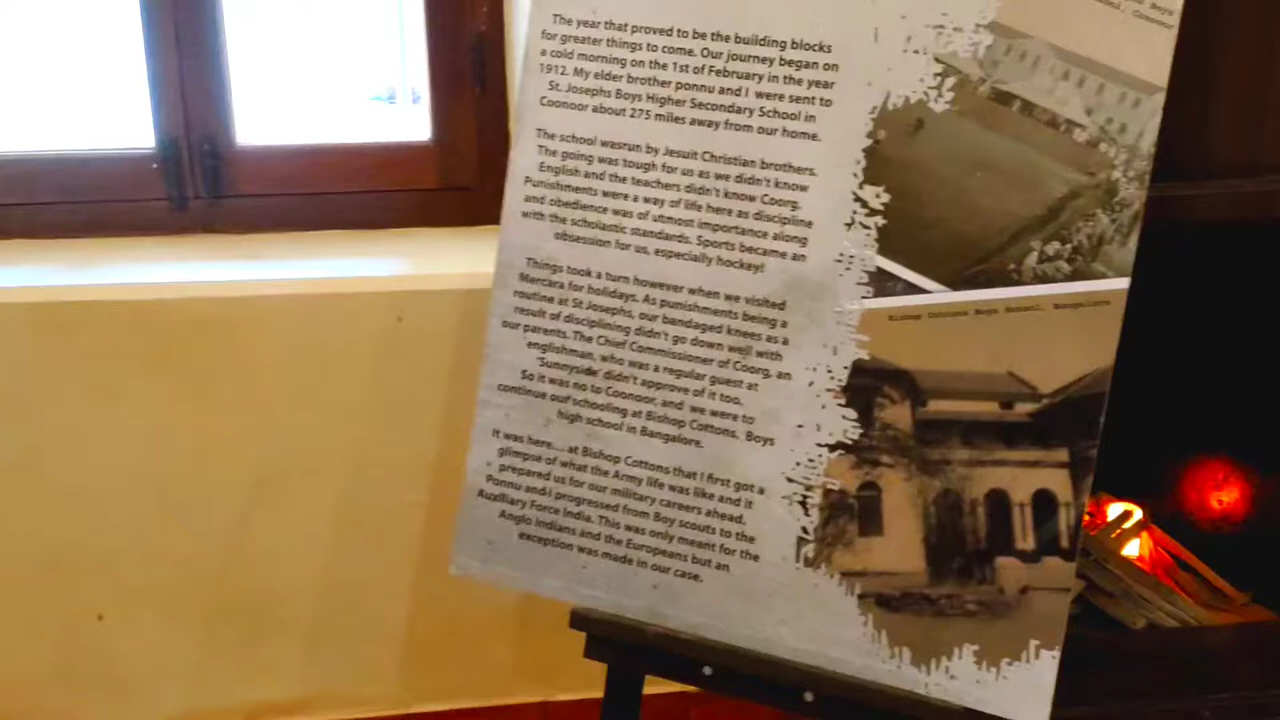 The year that proved to be the building blocks
for greater things to come. Our journey began on
a cold morning on the 1st of February in the year
1912. My elder brother ponnu and I were sent to
St. Josephs Boys Higher Secondary School in
Coonoor about 275 miles away from our home.
The school wasrun by Jesuit Christian brothers.
The going was tough for us as we didn't know
English and the teachers didn't know Coorg.
Punishments were a way of life here as discipline
and obedience was of utmost importance along
with the scholastic standards. Sports became an
obsession for us, especially hockey!
Things took a turn however when we visited
Mercara for holidays. As punishments being a
routine at St Josephs, our bandaged knees as a
result of disciplining didn't go down well with
our parents. The Chief Commissioner of Coorg, an
englishman, who was a regular guest at
'Sunnyside' didn't approve of it too.
So it was no to Coonoor, and we were to
continue our schooling at Bishop Cottons, Boys
high school in Bangalore.
It was here.... at Bishop Cottons that I first got a
glimpse of what the Army life was like and it
prepared us for our military careers ahead.
Ponnu and I progressed from Boy scouts to the
Auxiliary Force India. This was only meant for the
Anglo Indians and the Europeans but an
exception was made in our case.
Boys
Coonoor
Bishop Cottons Boys School, Bangalore